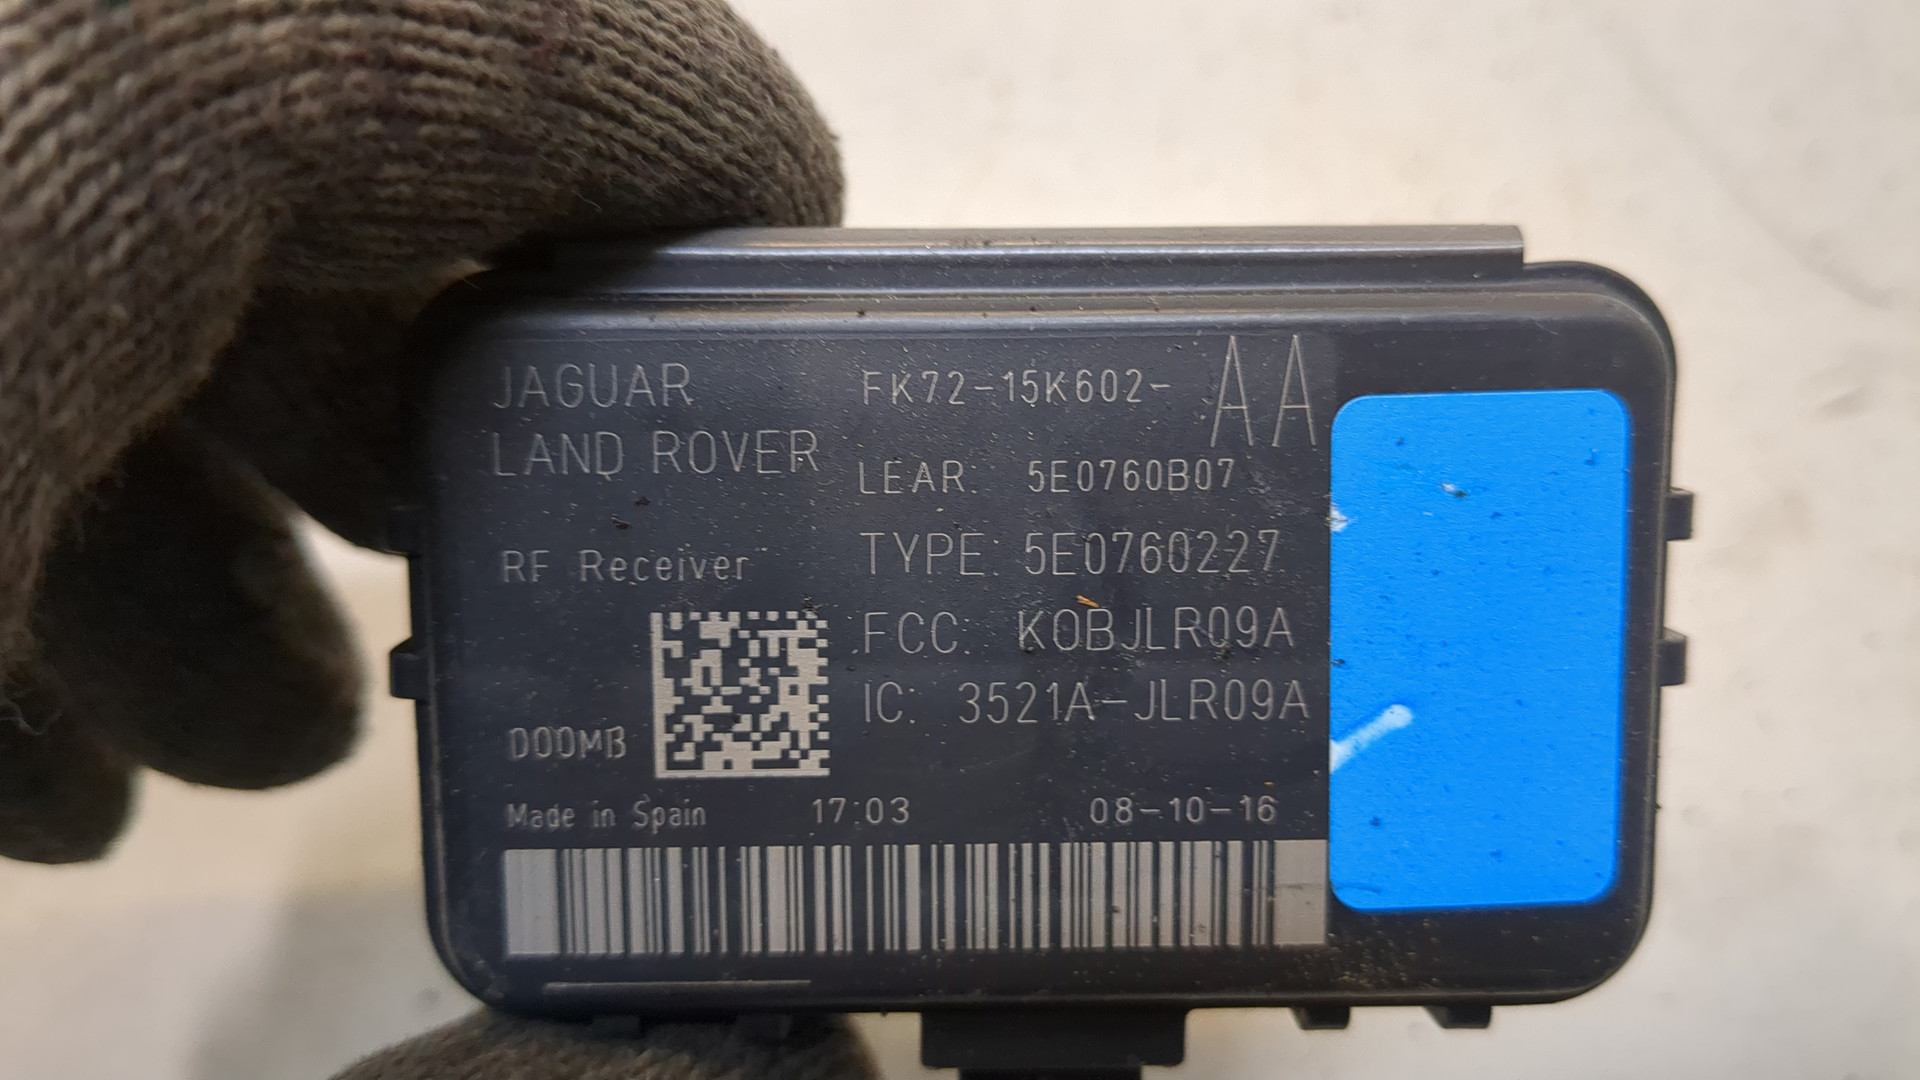 JAGUAR
LAND ROVER
FK72-15K602- AA
LEAR: 5E0760B07
RF Receiver
TYPE: 5E0760227
FCC: KOBJLR09A
IC: 3521A-JLR09A
D00MB
Made in Spain 17:03 08-10-16